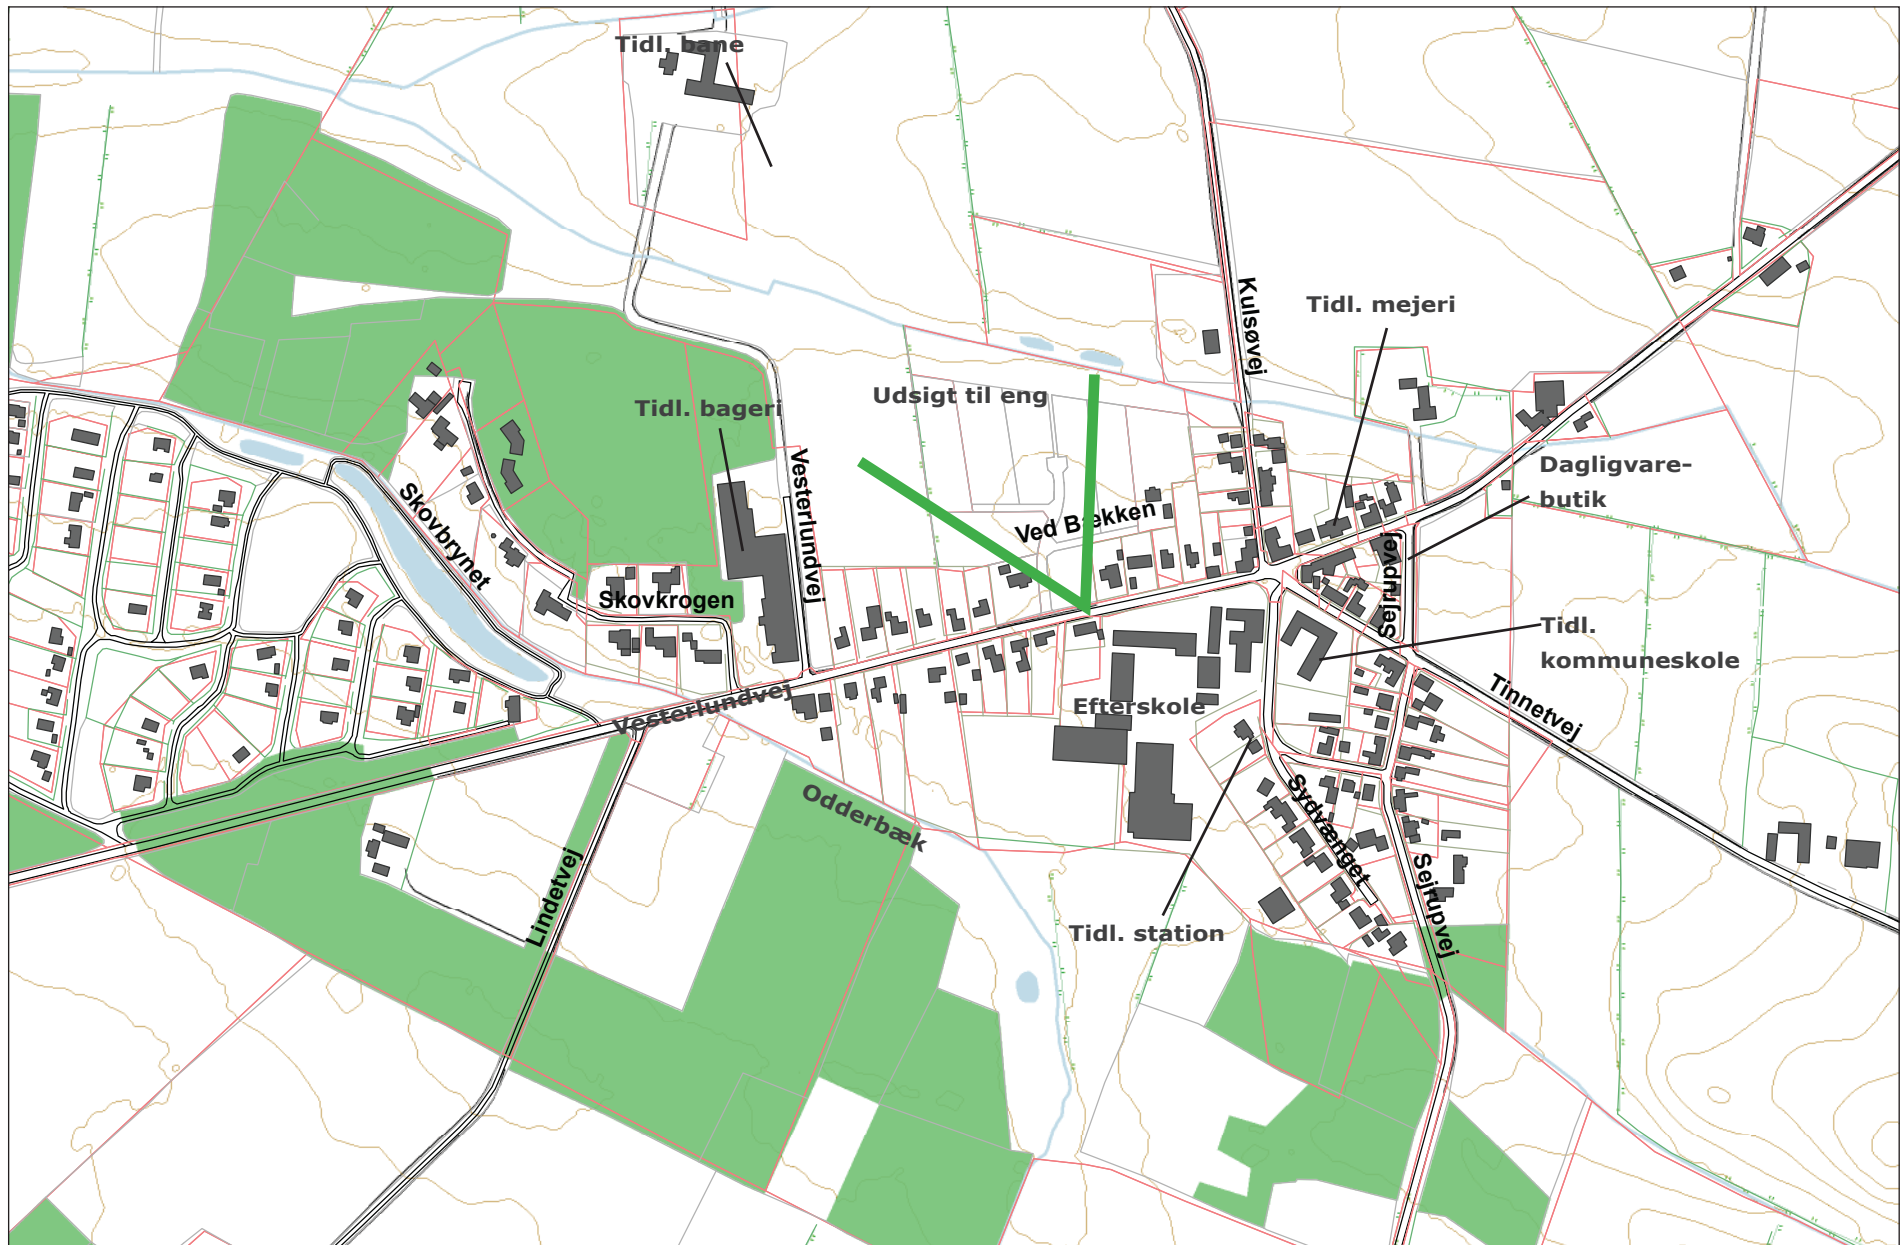 Tidl. bane
Kulsøvej
Tidl. mejeri
Udsigt til eng
Tidl. bageri
Dagligvare-
butik
Vesterlundvej
Skovbrynet
Ved Bækken
Sejrupvej
Skovkrogen
Tidl.
kommuneskole
Vesterlundvej
Efterskole
Tinnetvej
Odderbæk
Sydvænget
Lindetvej
Sejrupvej
Tidl. station